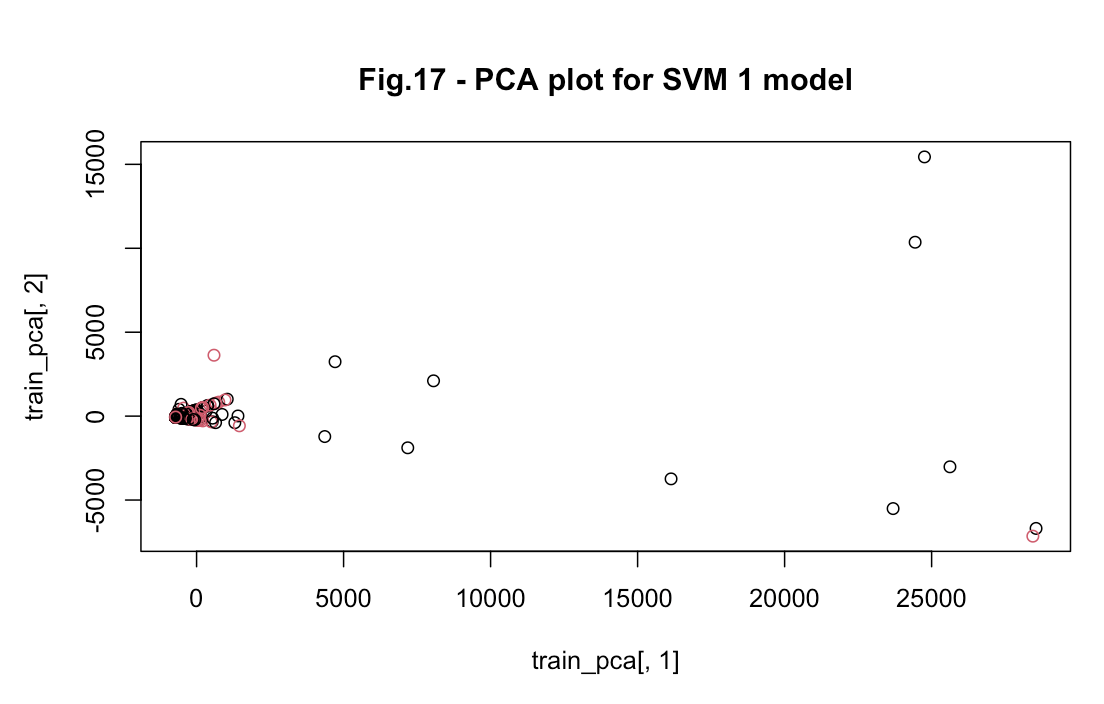 Fig.17 - PCA plot for SVM 1 model
15000
5000
0
-5000
train_pca[, 2]
0 5000 10000 15000 20000 25000
train_pca[, 1]